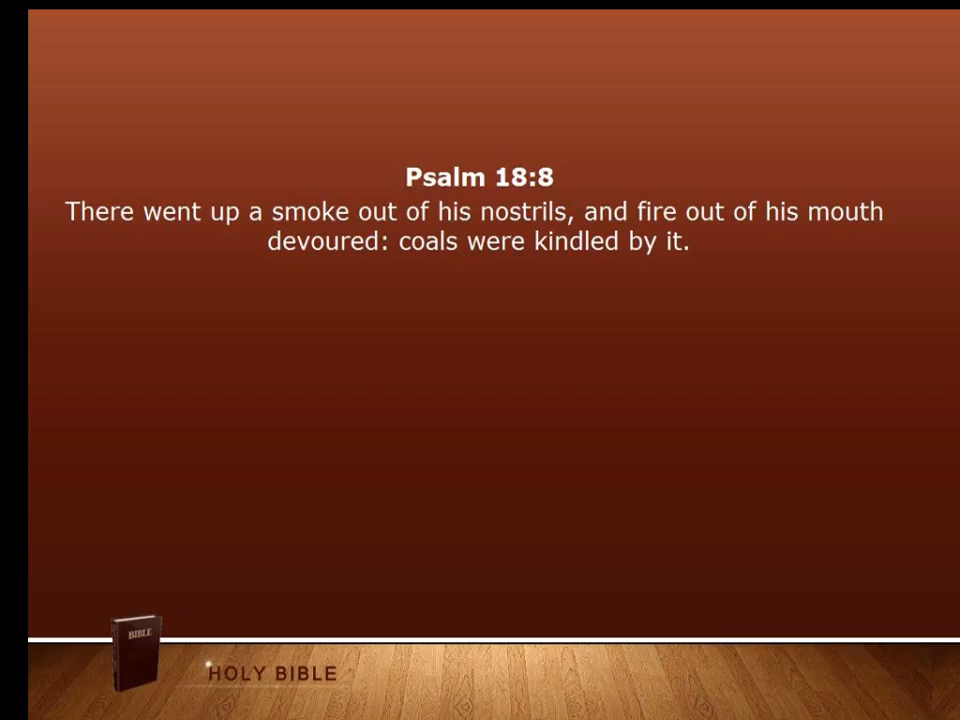 Psalm 18:8
There went up a smoke out of his nostrils, and fire out of his mouth
devoured: coals were kindled by it.
BIBLE
HOLY BIBLE